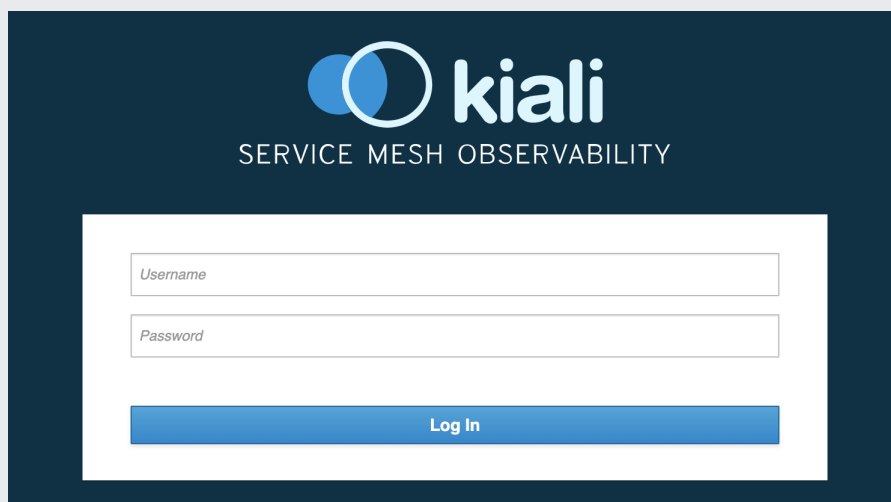 kiali
SERVICE MESH OBSERVABILITY
Username
Password
Log In